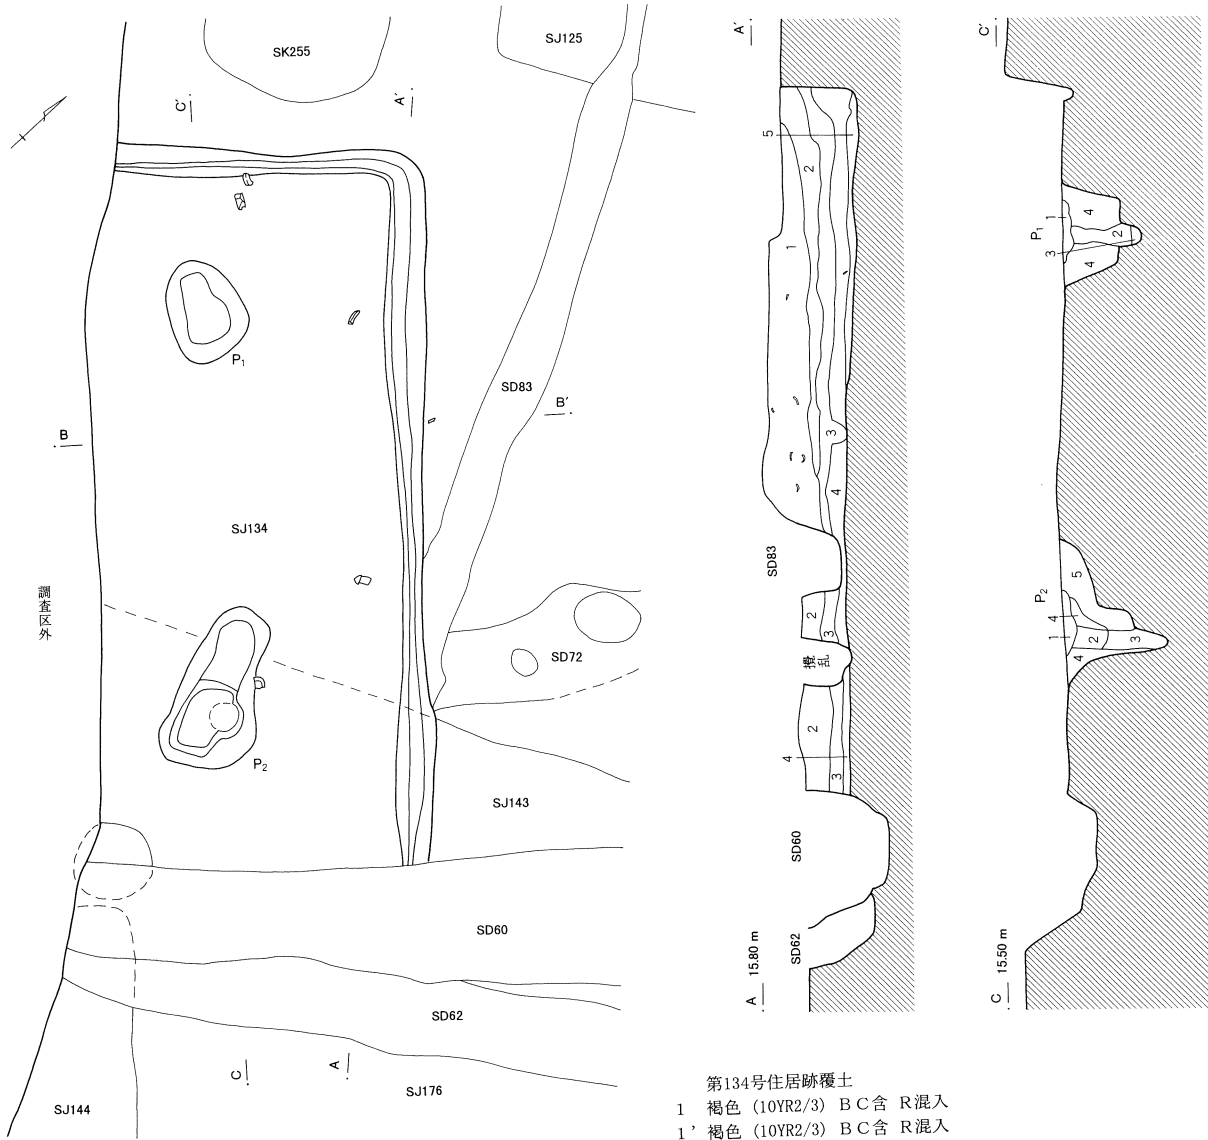 SK255
SJ125
C′
A′
P1
SD83
B′
B
SJ134
調査区外
SD72
P2
SJ143
SD60
SD62
C
A
SJ176
SJ144
A′
5
2
1
3
4
SD83
2
3
攪乱
2
4
3
SD60
SD62
A 15.80 m
C′
1
4
P1
2
3
4
5
P2
4
1
2
3
4
C 15.50 m
第134号住居跡覆土
1 褐色 (10YR2/3) ＢＣ含 Ｒ混入
1’ 褐色 (10YR2/3) ＢＣ含 Ｒ混入